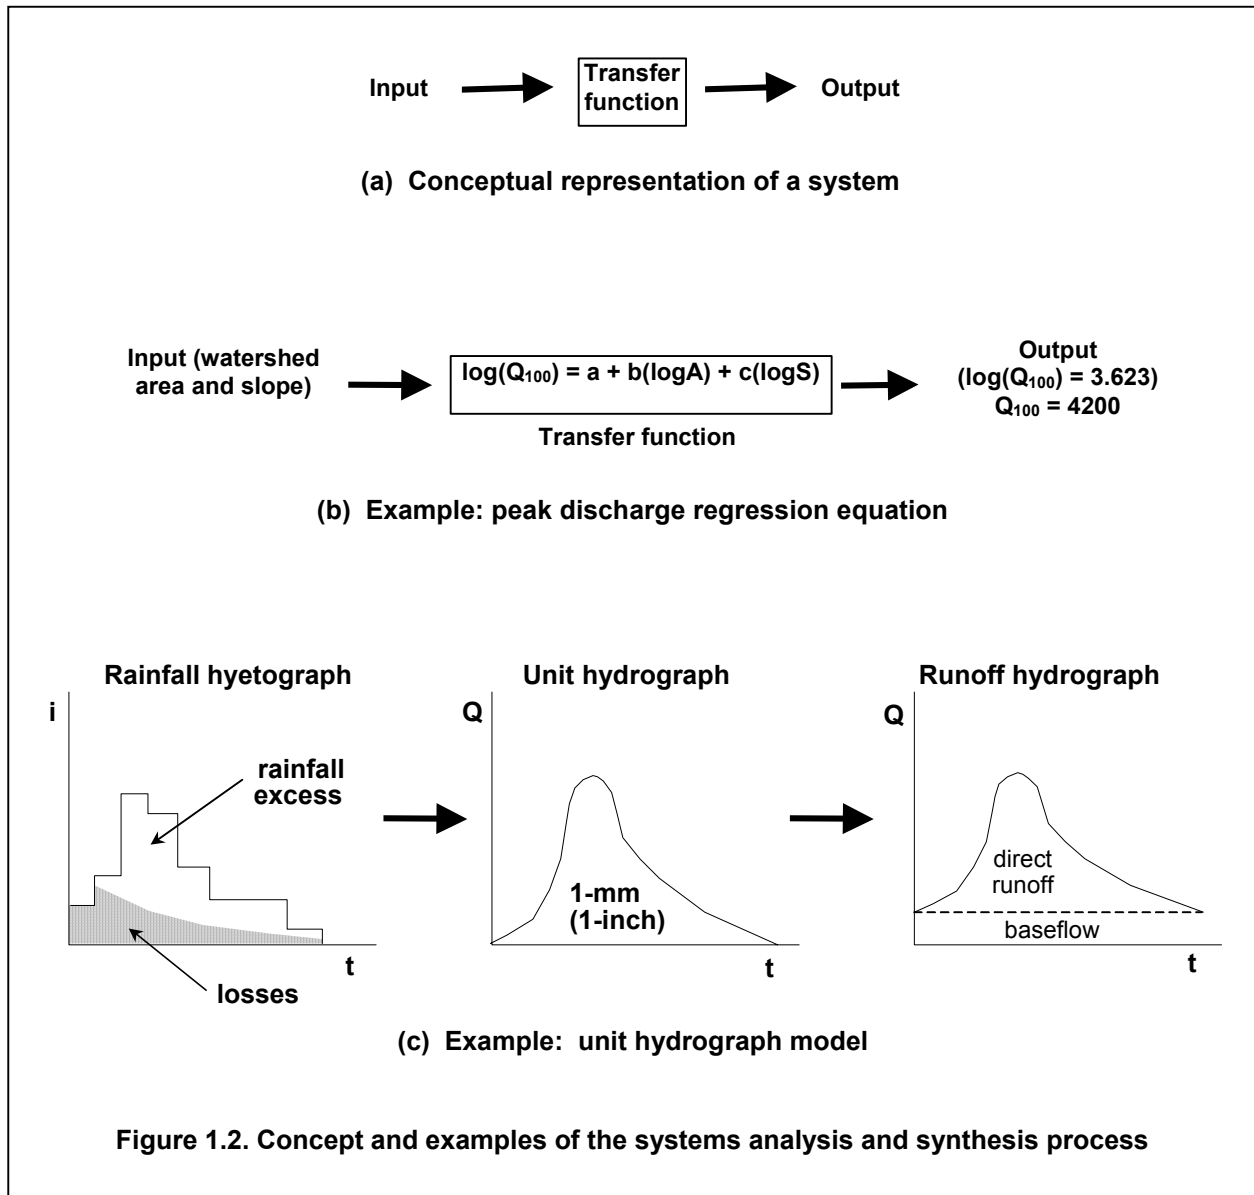 Input
Transfer
function
Output
(a) Conceptual representation of a system
Input (watershed
area and slope)
log(Q₁₀₀) = a + b(logA) + c(logS)
Transfer function
Output
(log(Q₁₀₀) = 3.623)
Q₁₀₀ = 4200
(b) Example: peak discharge regression equation
Rainfall hyetograph
i
rainfall
excess
t
losses
Unit hydrograph
Q
1-mm
(1-inch)
t
Runoff hydrograph
Q
direct
runoff
baseflow
t
(c) Example: unit hydrograph model
Figure 1.2. Concept and examples of the systems analysis and synthesis process